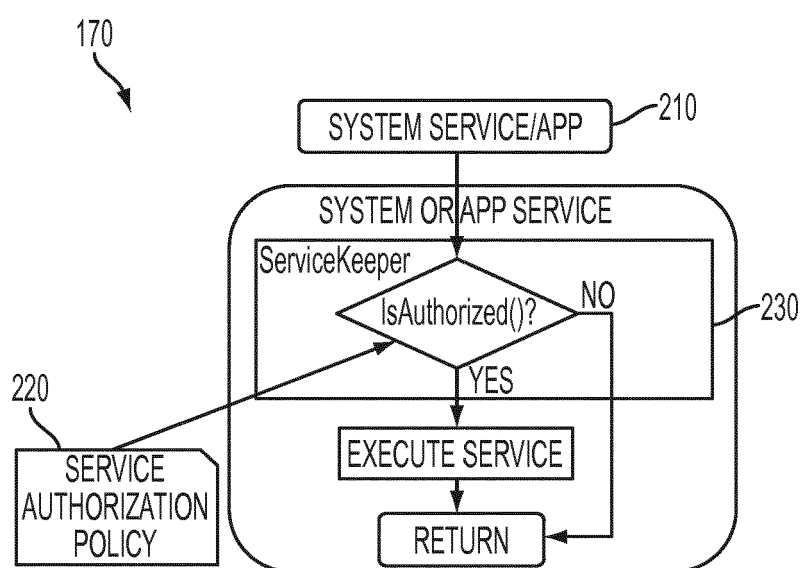 170
SYSTEM SERVICE/APP
210
SYSTEM OR APP SERVICE
ServiceKeeper
IsAuthorized()?
NO
230
YES
220
SERVICE
AUTHORIZATION
POLICY
EXECUTE SERVICE
RETURN